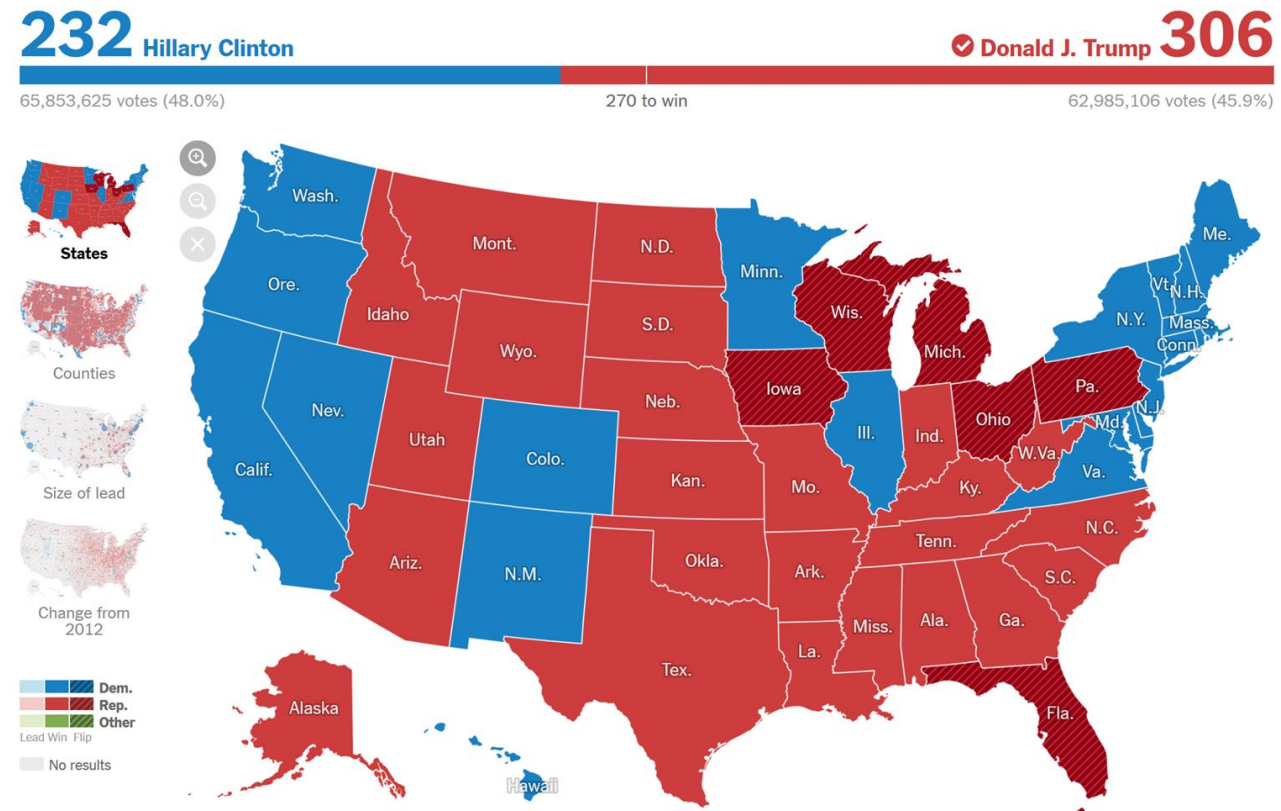 232 Hillary Clinton
Donald J. Trump 306
65,853,625 votes (48.0%)
270 to win
62,985,106 votes (45.9%)
States
Counties
Size of lead
Change from
2012
Dem.
Rep.
Other
Lead Win Flip
No results
Wash.
Mont.
N.D.
Minn.
Me.
Ore.
Idaho
S.D.
Wis.
Vt.
N.H.
Wyo.
Mich.
N.Y.
Mass.
Conn.
Nev.
Neb.
Iowa
Pa.
N.J.
Utah
Colo.
Ill.
Ind.
Ohio
Md.
Calif.
Kan.
Mo.
Ky.
W.Va.
Va.
Ariz.
N.M.
Okla.
Ark.
Tenn.
N.C.
S.C.
Tex.
La.
Miss.
Ala.
Ga.
Alaska
Hawaii
Fla.